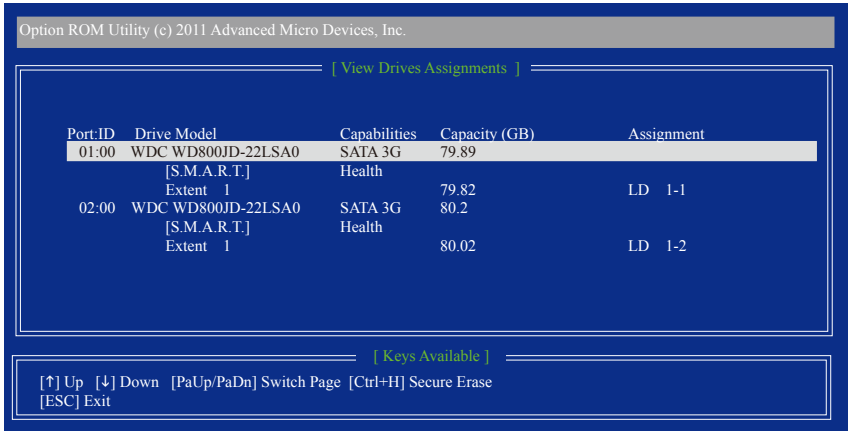 Option ROM Utility (c) 2011 Advanced Micro Devices, Inc.
[ View Drives Assignments ]
Port:ID Drive Model Capabilities Capacity (GB) Assignment
01:00 WDC WD800JD-22LSA0 SATA 3G 79.89
[S.M.A.R.T.] Health
Extent 1 79.82 LD 1-1
02:00 WDC WD800JD-22LSA0 SATA 3G 80.2
[S.M.A.R.T.] Health
Extent 1 80.02 LD 1-2
[ Keys Available ]
[↑] Up [↓] Down [PaUp/PaDn] Switch Page [Ctrl+H] Secure Erase
[ESC] Exit